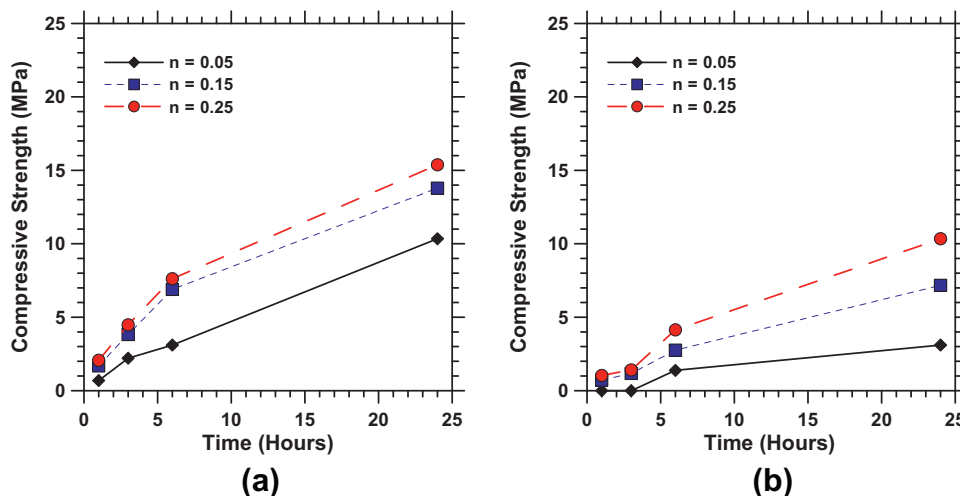 25
20
15
10
5
0
Compressive Strength (MPa)
n = 0.05
n = 0.15
n = 0.25
0 5 10 15 20 25
Time (Hours)
(a)
25
20
15
10
5
0
Compressive Strength (MPa)
n = 0.05
n = 0.15
n = 0.25
0 5 10 15 20 25
Time (Hours)
(b)